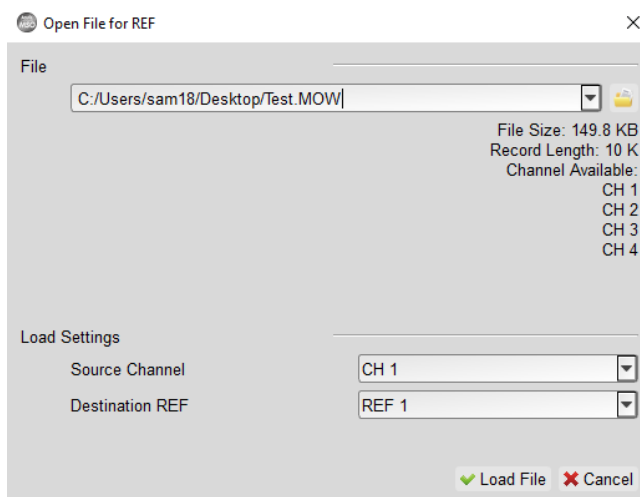 Open File for REF
File
C:/Users/sam18/Desktop/Test.MOW
File Size: 149.8 KB
Record Length: 10 K
Channel Available:
CH 1
CH 2
CH 3
CH 4
Load Settings
Source Channel CH 1
Destination REF REF 1
Load File Cancel